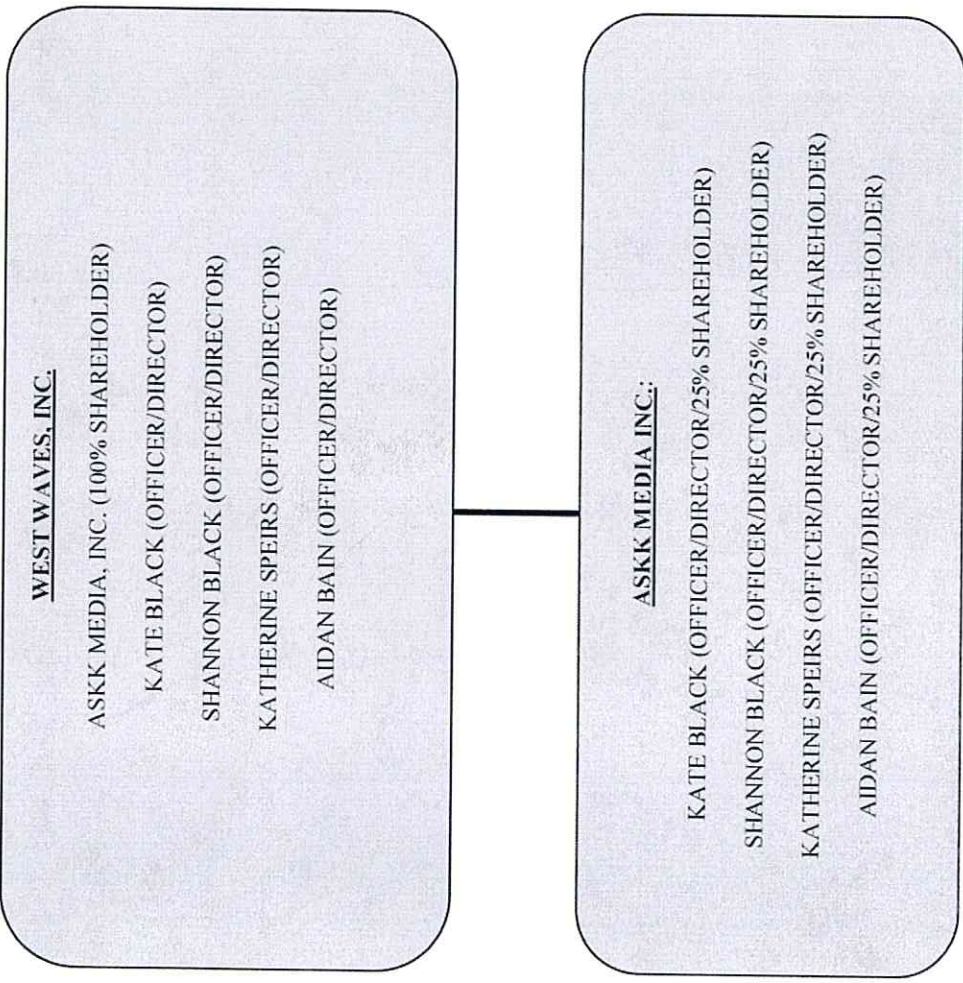 WEST WAVES, INC.
ASKK MEDIA, INC. (100% SHAREHOLDER)
KATE BLACK (OFFICER/DIRECTOR)
SHANNON BLACK (OFFICER/DIRECTOR)
KATHERINE SPEIRS (OFFICER/DIRECTOR)
AIDAN BAIN (OFFICER/DIRECTOR)
ASKK MEDIA INC.:
KATE BLACK (OFFICER/DIRECTOR/25% SHAREHOLDER)
SHANNON BLACK (OFFICER/DIRECTOR/25% SHAREHOLDER)
KATHERINE SPEIRS (OFFICER/DIRECTOR/25% SHAREHOLDER)
AIDAN BAIN (OFFICER/DIRECTOR/25% SHAREHOLDER)